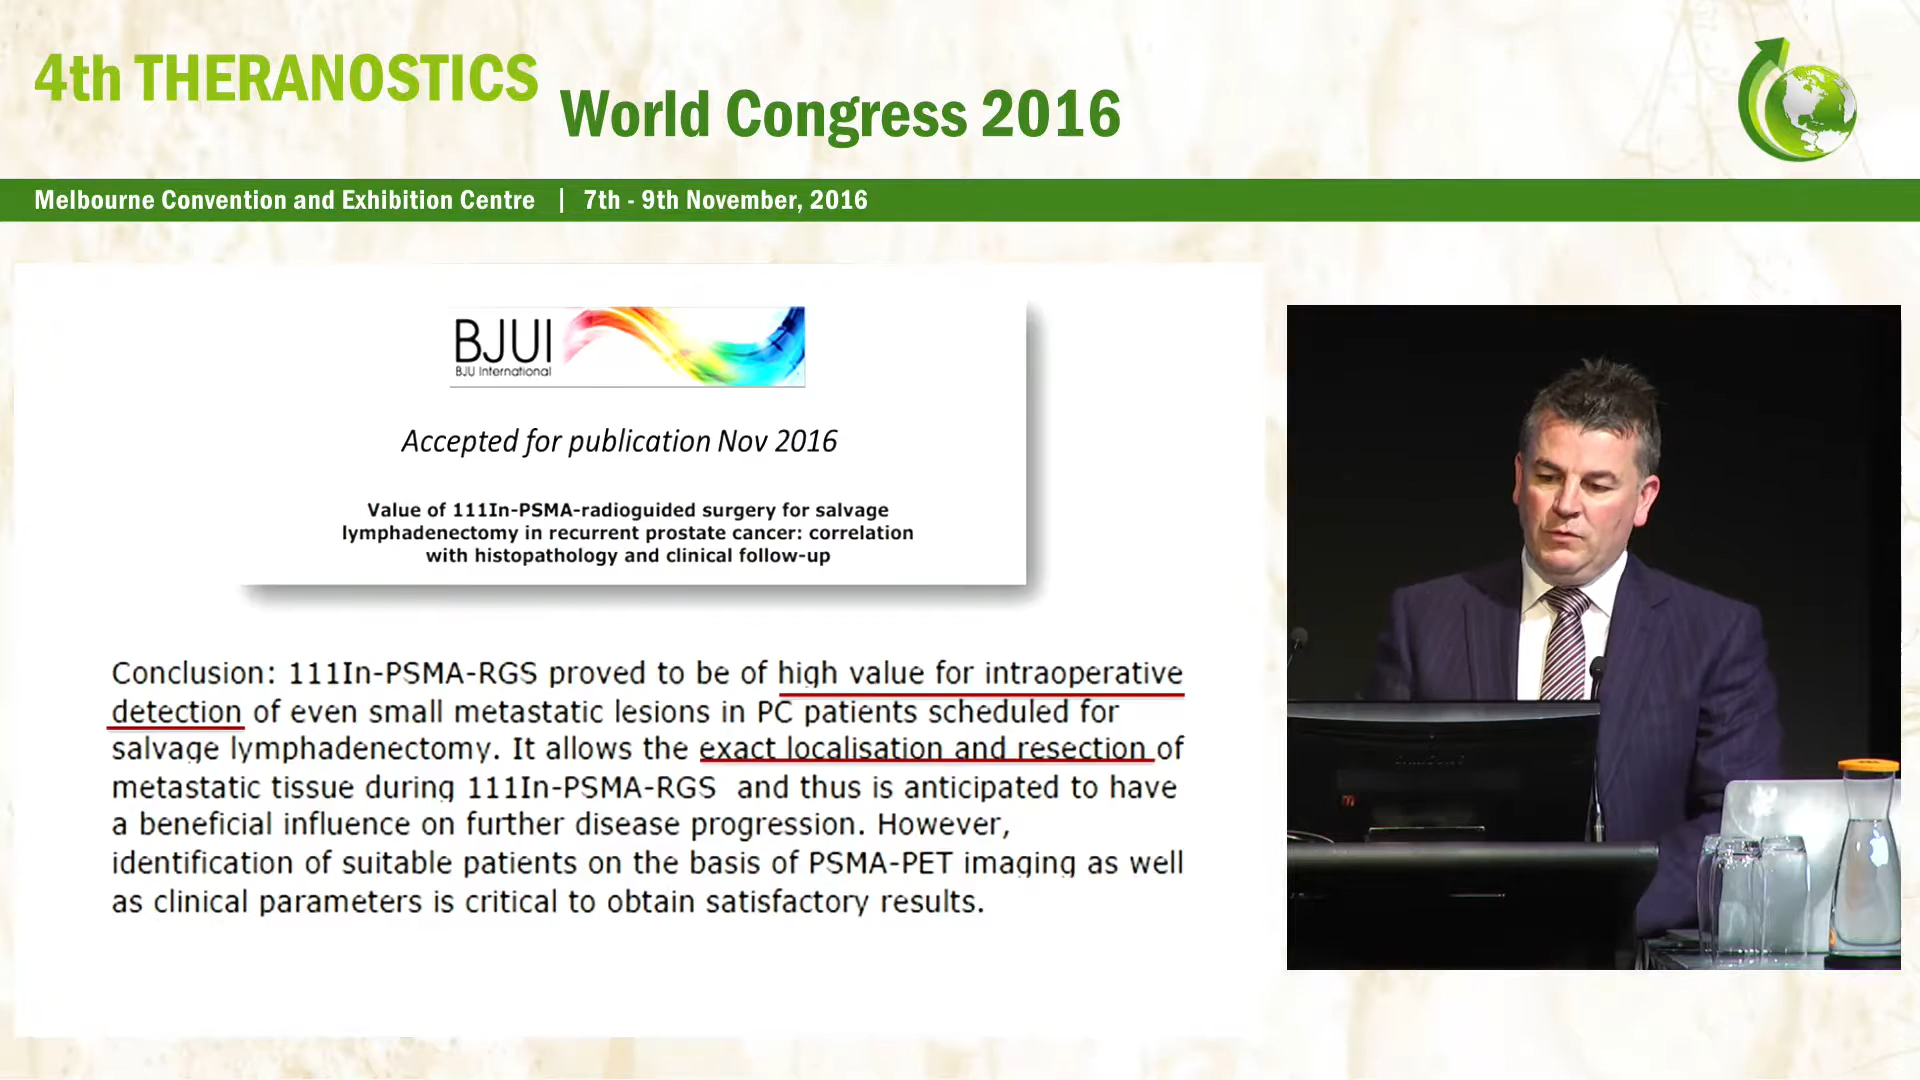 4th THERANOSTICS
World Congress 2016
Melbourne Convention and Exhibition Centre | 7th - 9th November, 2016
BJUI
BJU International
Accepted for publication Nov 2016
Value of 111In-PSMA-radioguided surgery for salvage
lymphadenectomy in recurrent prostate cancer: correlation
with histopathology and clinical follow-up
Conclusion: 111In-PSMA-RGS proved to be of high value for intraoperative
detection of even small metastatic lesions in PC patients scheduled for
salvage lymphadenectomy. It allows the exact localisation and resection of
metastatic tissue during 111In-PSMA-RGS and thus is anticipated to have
a beneficial influence on further disease progression. However,
identification of suitable patients on the basis of PSMA-PET imaging as well
as clinical parameters is critical to obtain satisfactory results.